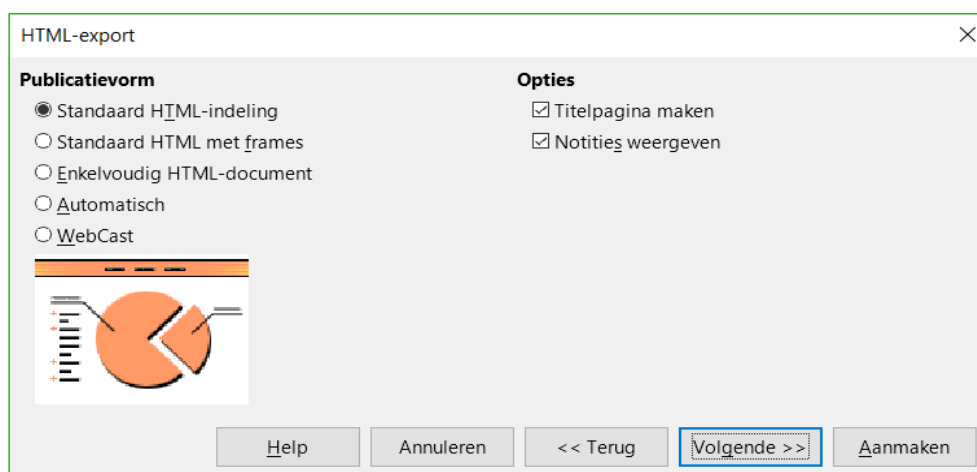 HTML-export
Publicatievorm
Standaard HTML-indeling
Standaard HTML met frames
Enkelvoudig HTML-document
Automatisch
WebCast
Opties
Titelpagina maken
Notities weergeven
Help
Annuleren
<< Terug
Volgende >>
Aanmaken